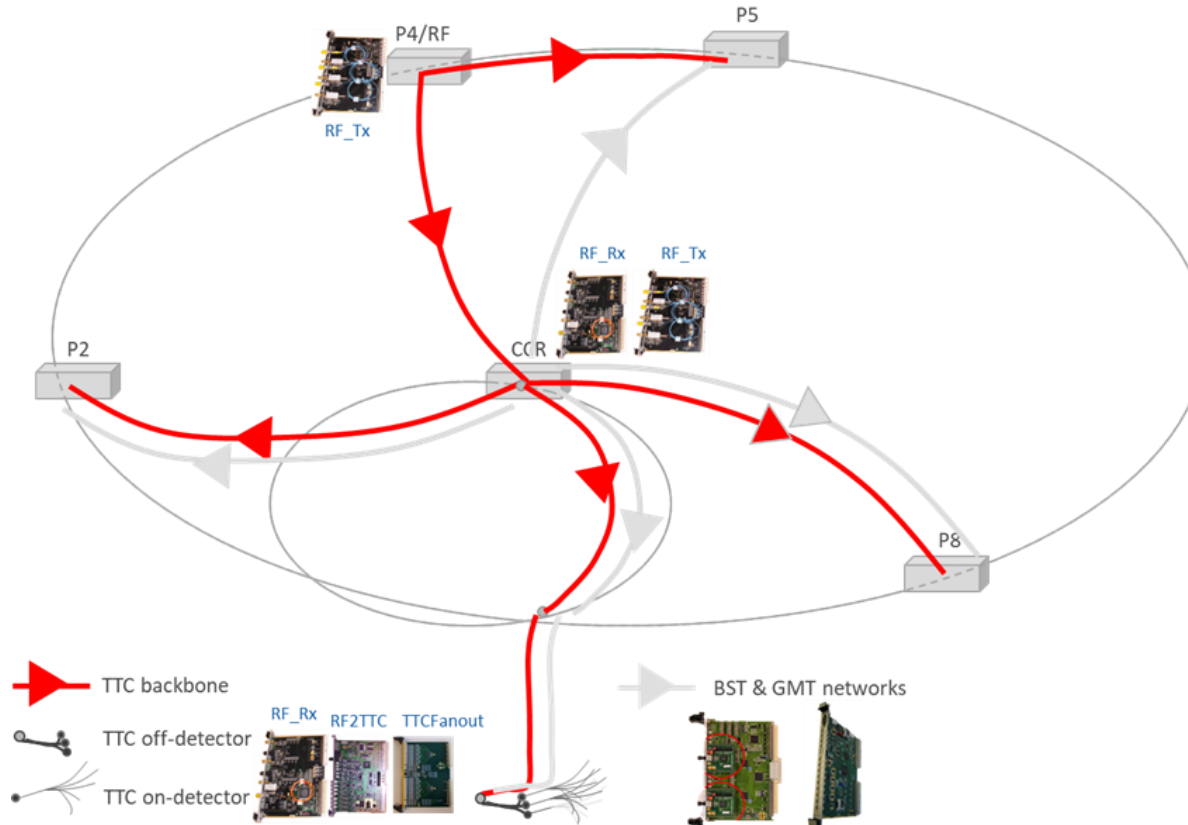 P4/RF
P5
RF_Tx
RF_Rx
RF_Tx
P2
CCR
P8
TTC backbone
BST & GMT networks
RF_Rx
RF2TTC
TTCFanout
TTC off-detector
TTC on-detector